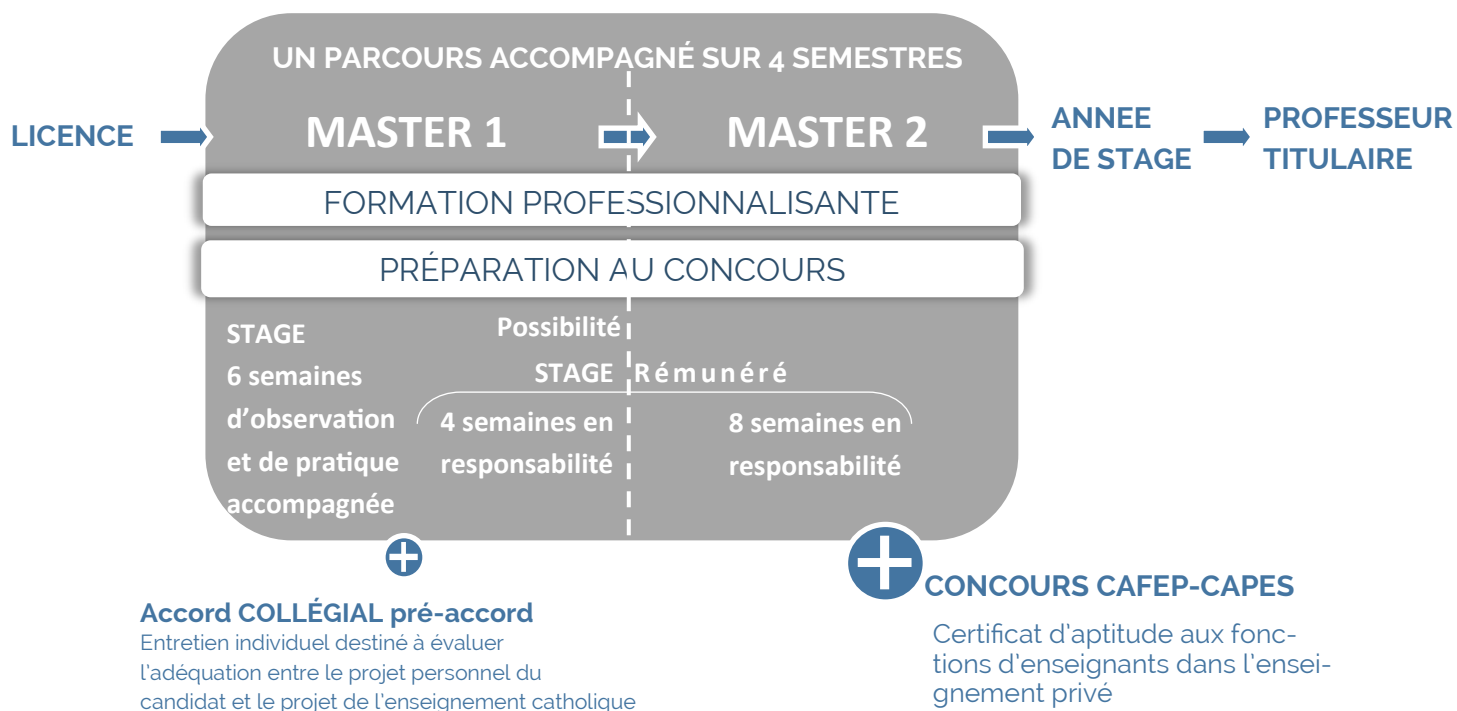 UN PARCOURS ACCOMPAGNÉ SUR 4 SEMESTRES
LICENCE
MASTER 1
MASTER 2
ANNEE
DE STAGE
PROFESSEUR
TITULAIRE
FORMATION PROFESSIONNALISANTE
PRÉPARATION AU CONCOURS
STAGE
6 semaines
d'observation
et de pratique
accompagnée
Possibilité
STAGE Rémunéré
4 semaines en
responsabilité
8 semaines en
responsabilité
Accord COLLÉGIAL pré-accord
Entretien individuel destiné à évaluer
l'adéquation entre le projet personnel du
candidat et le projet de l'enseignement catholique
CONCOURS CAFEP-CAPES
Certificat d'aptitude aux fonc-
tions d'enseignants dans l'ensei-
gnement privé